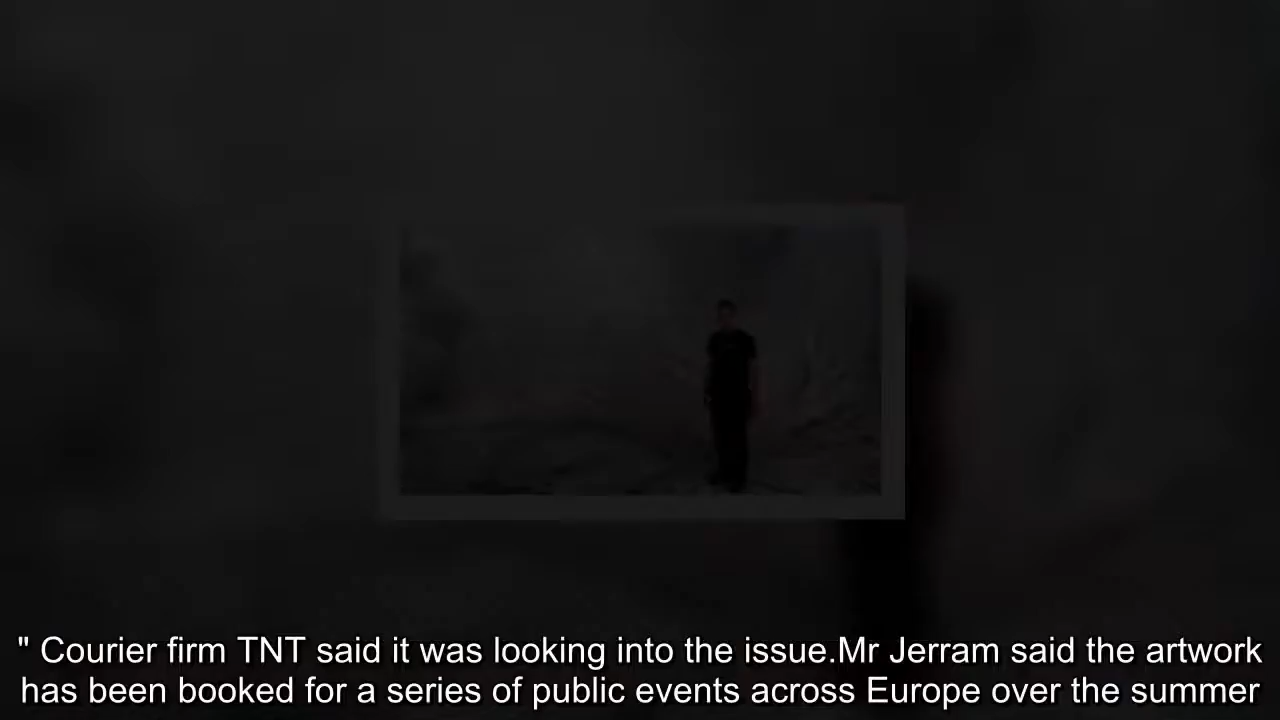 " Courier firm TNT said it was looking into the issue.Mr Jerram said the artwork
has been booked for a series of public events across Europe over the summer